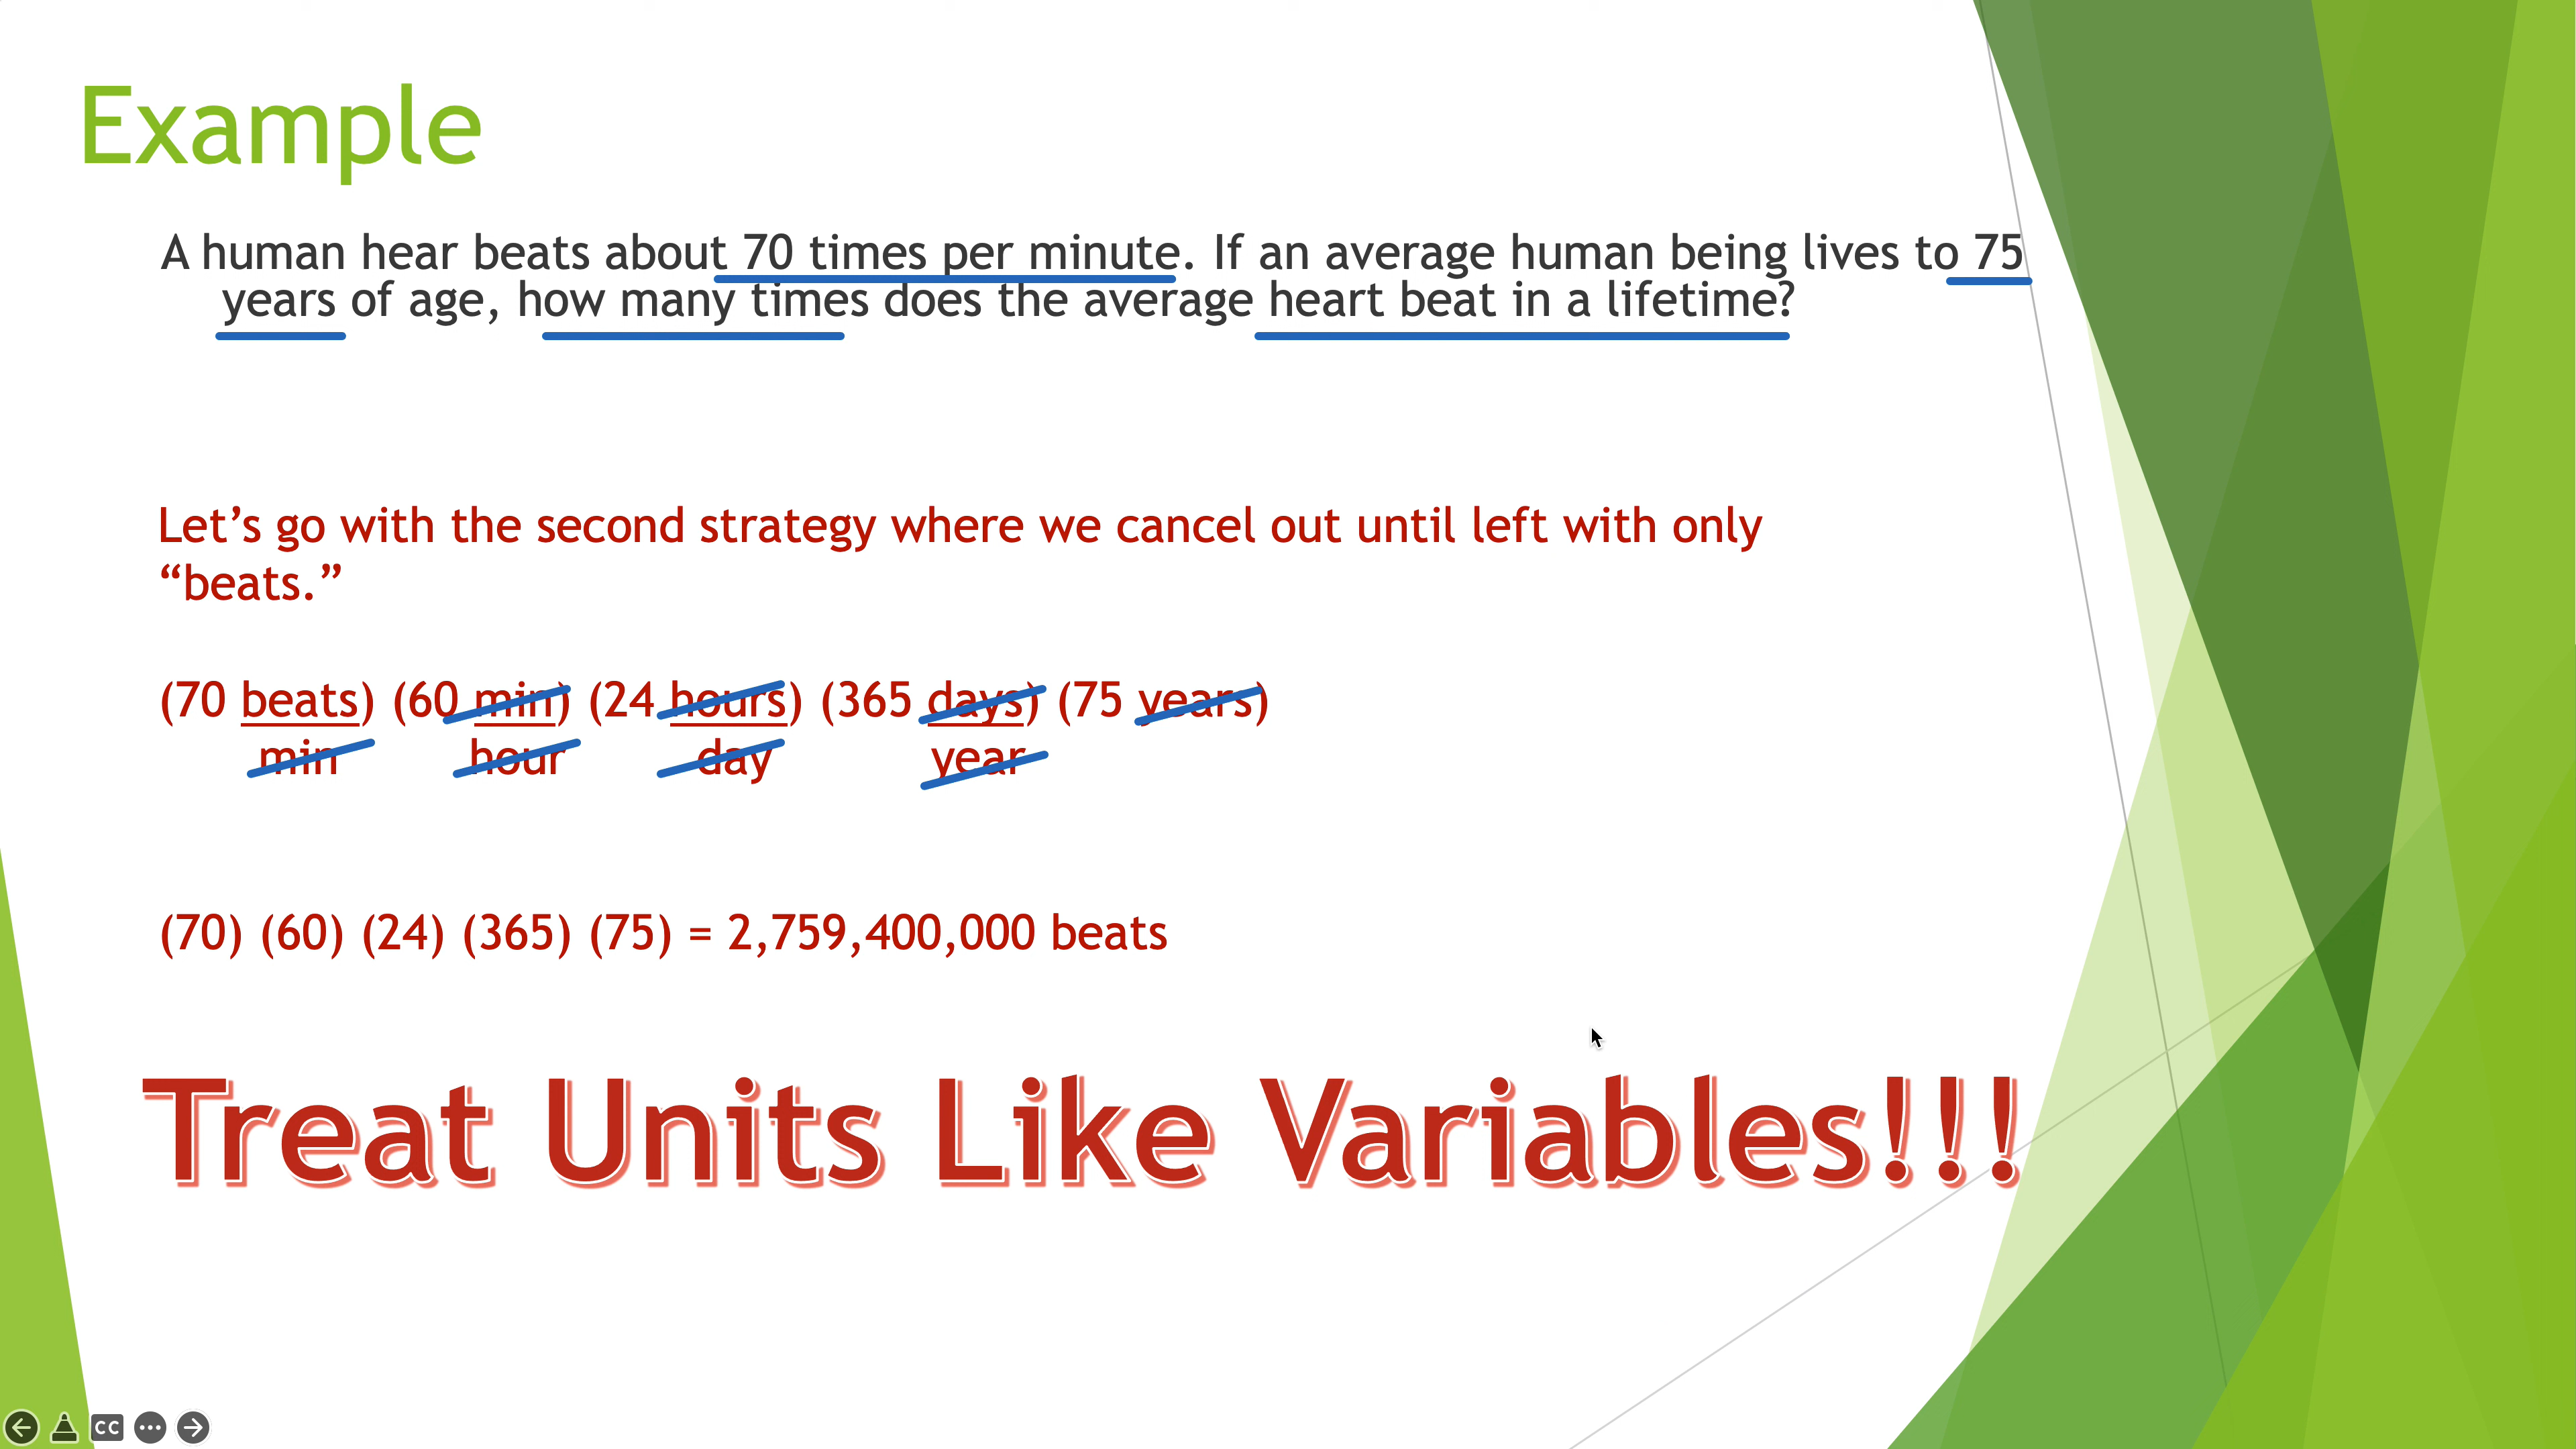 Example
A human hear beats about 70 times per minute. If an average human being lives to 75
years of age, how many times does the average heart beat in a lifetime?
Let’s go with the second strategy where we cancel out until left with only
“beats.”
(70 beats) (60 min) (24 hours) (365 days) (75 years)
min hour day year
(70) (60) (24) (365) (75) = 2,759,400,000 beats
Treat Units Like Variables!!!
CC